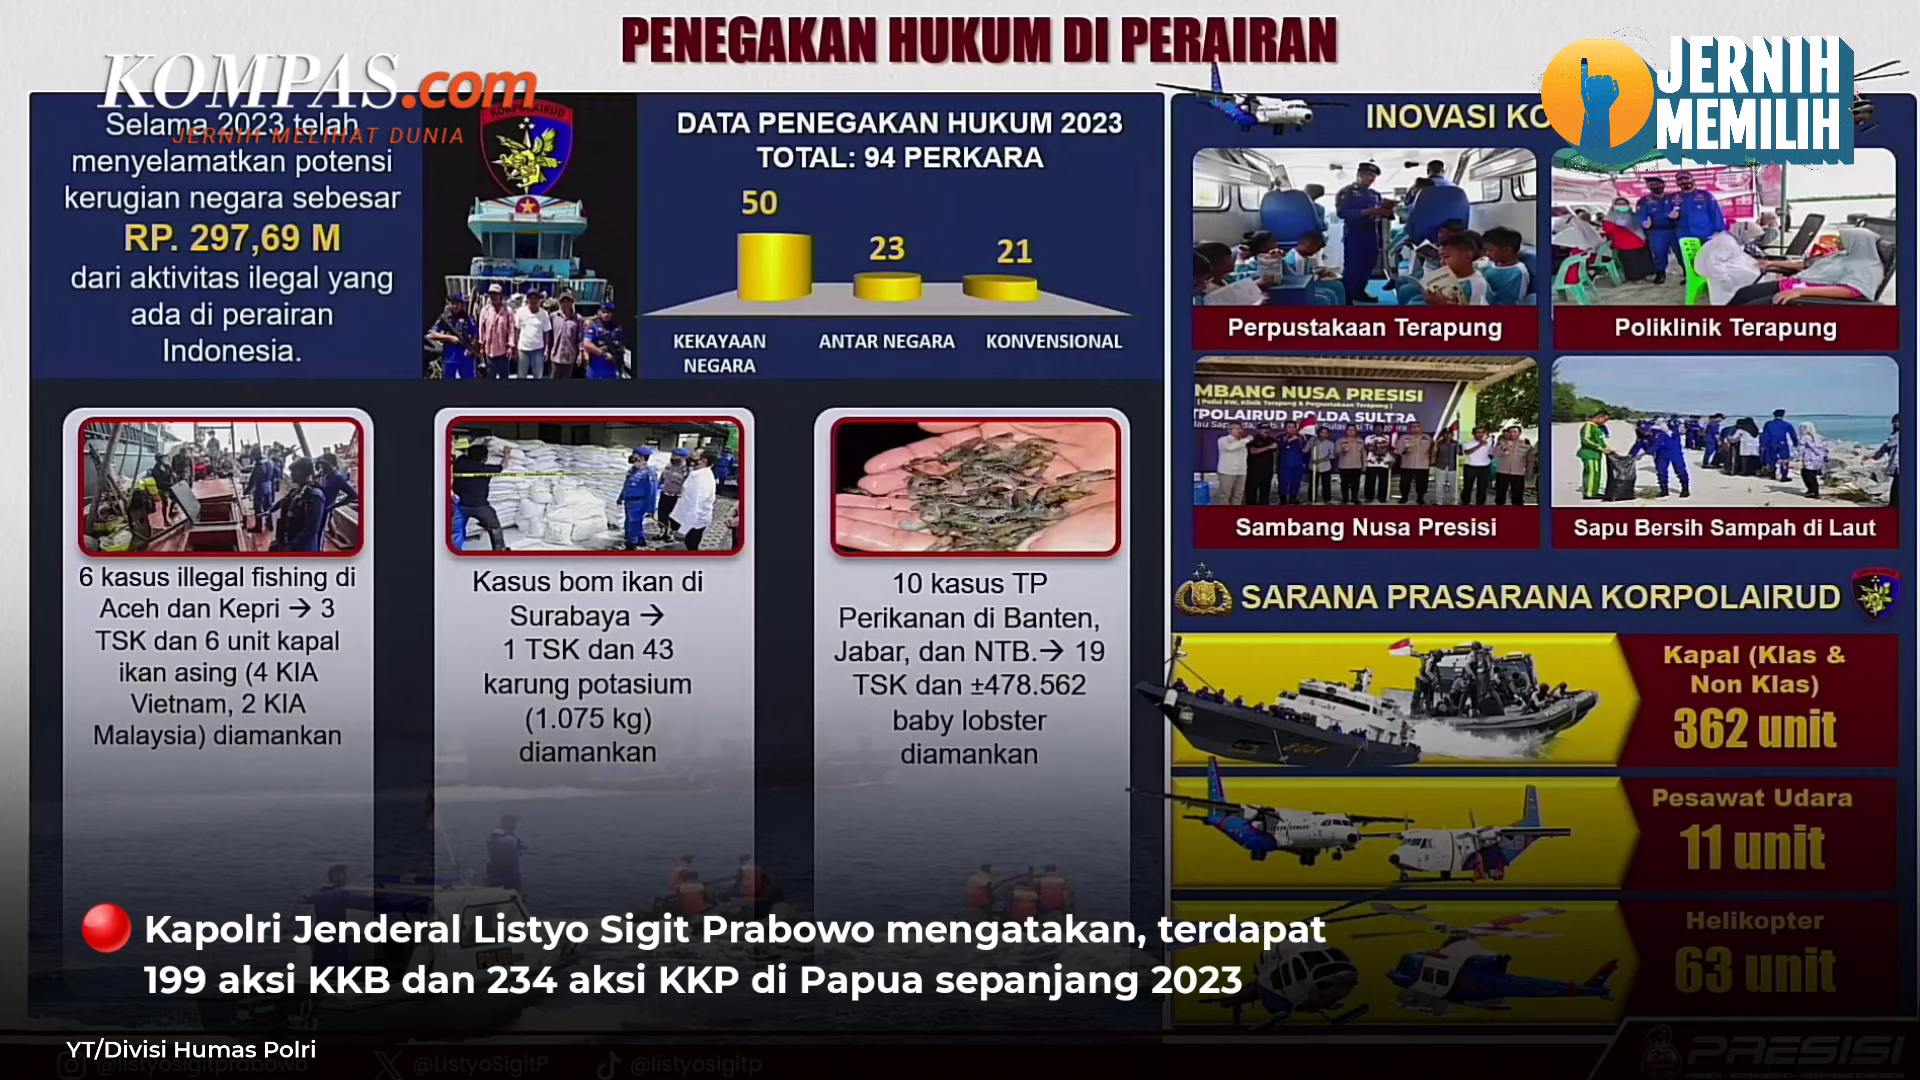 PENEGAKAN HUKUM DI PERAIRAN
KOMPAS.com
JERNIH MELIHAT DUNIA
JERNIH
MEMILIH
Selama 2023 telah
menyelamatkan potensi
kerugian negara sebesar
RP. 297,69 M
dari aktivitas ilegal yang
ada di perairan
Indonesia.
DATA PENEGAKAN HUKUM 2023
TOTAL: 94 PERKARA
50
23
21
KEKAYAAN
NEGARA
ANTAR NEGARA
KONVENSIONAL
6 kasus illegal fishing di
Aceh dan Kepri → 3
TSK dan 6 unit kapal
ikan asing (4 KIA
Vietnam, 2 KIA
Malaysia) diamankan
Kasus bom ikan di
Surabaya →
1 TSK dan 43
karung potasium
(1.075 kg)
diamankan
10 kasus TP
Perikanan di Banten,
Jabar, dan NTB.→ 19
TSK dan ±478.562
baby lobster
diamankan
INOVASI KO
Perpustakaan Terapung
Poliklinik Terapung
MBANG NUSA PRESISI
TPOLAIRUD POLDA SULTRA
Sambang Nusa Presisi
Sapu Bersih Sampah di Laut
SARANA PRASARANA KORPOLAIRUD
Kapal (Klas &
Non Klas)
362 unit
Pesawat Udara
11 unit
Helikopter
63 unit
Kapolri Jenderal Listyo Sigit Prabowo mengatakan, terdapat
199 aksi KKB dan 234 aksi KKP di Papua sepanjang 2023
YT/Divisi Humas Polri
@listyosigitprabowo
@ListyoSigitP
@listyosigitp
PRESISI